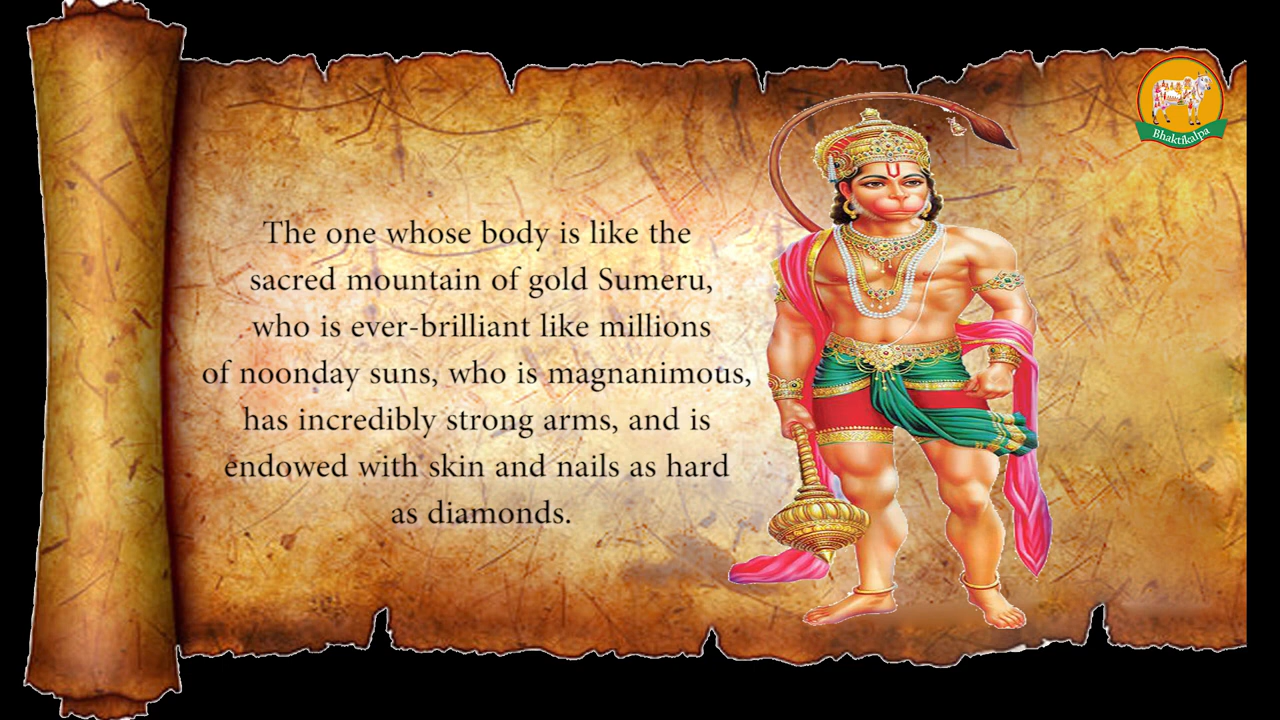 The one whose body is like the
sacred mountain of gold Sumeru,
who is ever-brilliant like millions
of noonday suns, who is magnanimous,
has incredibly strong arms, and is
endowed with skin and nails as hard
as diamonds.
Bhaktikalpa